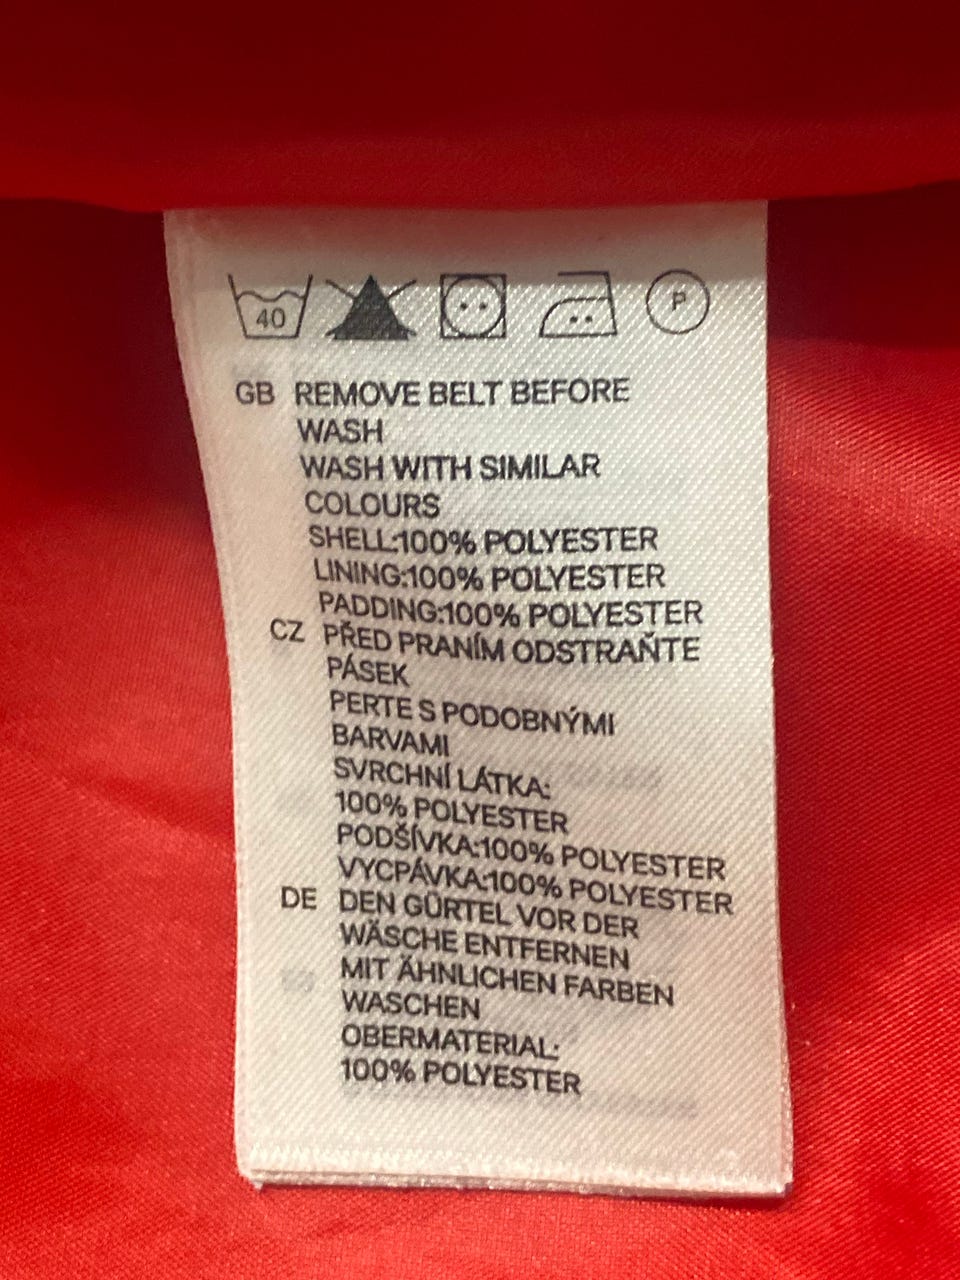 40 P
GB REMOVE BELT BEFORE
WASH
WASH WITH SIMILAR
COLOURS
SHELL:100% POLYESTER
LINING:100% POLYESTER
PADDING:100% POLYESTER
CZ PŘED PRANÍM ODSTRAŇTE
PÁSEK
PERTE S PODOBNÝMI
BARVAMI
SVRCHNÍ LÁTKA:
100% POLYESTER
PODŠÍVKA:100% POLYESTER
VYCPÁVKA:100% POLYESTER
DE DEN GÜRTEL VOR DER
WÄSCHE ENTFERNEN
MIT ÄHNLICHEN FARBEN
WASCHEN
OBERMATERIAL:
100% POLYESTER